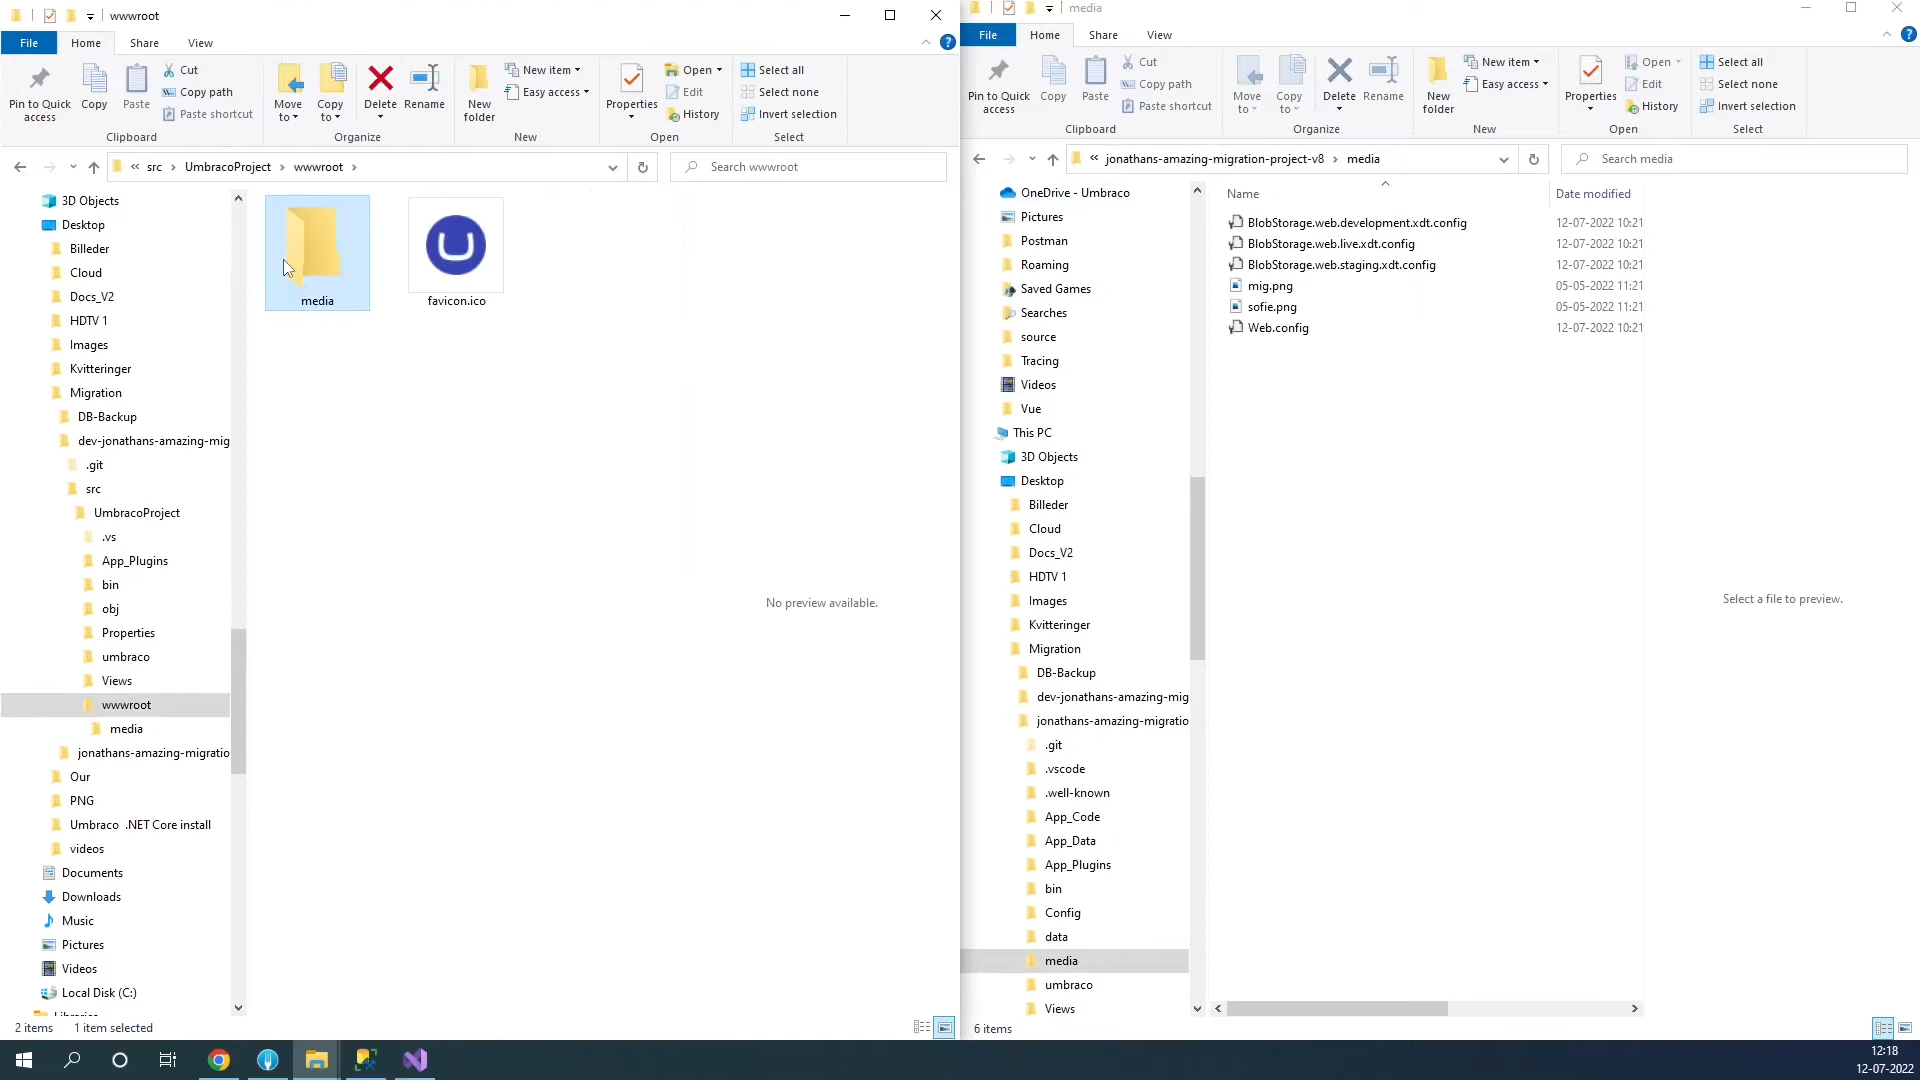 wwwroot
File Home Share View
Pin to Quick access
Copy
Paste
Cut
Copy path
Paste shortcut
Clipboard
Move to
Copy to
Delete
Rename
Organize
New folder
New item
Easy access
New
Properties
Open
Edit
History
Open
Select all
Select none
Invert selection
Select
« src › UmbracoProject › wwwroot ›
Search wwwroot
3D Objects
Desktop
Billeder
Cloud
Docs_V2
HDTV 1
Images
Kvitteringer
Migration
DB-Backup
dev-jonathans-amazing-mig
.git
src
UmbracoProject
.vs
App_Plugins
bin
obj
Properties
umbraco
Views
wwwroot
media
jonathans-amazing-migratio
Our
PNG
Umbraco .NET Core install
videos
Documents
Downloads
Music
Pictures
Videos
Local Disk (C:)
media
favicon.ico
No preview available.
2 items 1 item selected
media
File Home Share View
Pin to Quick access
Copy
Paste
Cut
Copy path
Paste shortcut
Clipboard
Move to
Copy to
Delete
Rename
Organize
New folder
New item
Easy access
New
Properties
Open
Edit
History
Open
Select all
Select none
Invert selection
Select
« jonathans-amazing-migration-project-v8 › media
Search media
OneDrive - Umbraco
Pictures
Postman
Roaming
Saved Games
Searches
source
Tracing
Videos
Vue
This PC
3D Objects
Desktop
Billeder
Cloud
Docs_V2
HDTV 1
Images
Kvitteringer
Migration
DB-Backup
dev-jonathans-amazing-mig
jonathans-amazing-migratio
.git
.vscode
.well-known
App_Code
App_Data
App_Plugins
bin
Config
data
media
umbraco
Views
Name Date modified
BlobStorage.web.development.xdt.config 12-07-2022 10:21
BlobStorage.web.live.xdt.config 12-07-2022 10:21
BlobStorage.web.staging.xdt.config 12-07-2022 10:21
mig.png 05-05-2022 11:21
sofie.png 05-05-2022 11:21
Web.config 12-07-2022 10:21
Select a file to preview.
6 items
12:18
12-07-2022